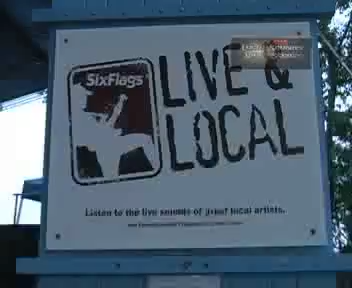 SixFlags
LIVE &
LOCAL
Listen to the live sounds of great local artists.